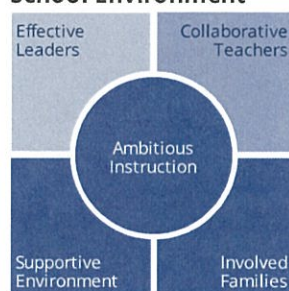 School Environment
Effective
Leaders
Collaborative
Teachers
Ambitious
Instruction
Supportive
Environment
Involved
Families